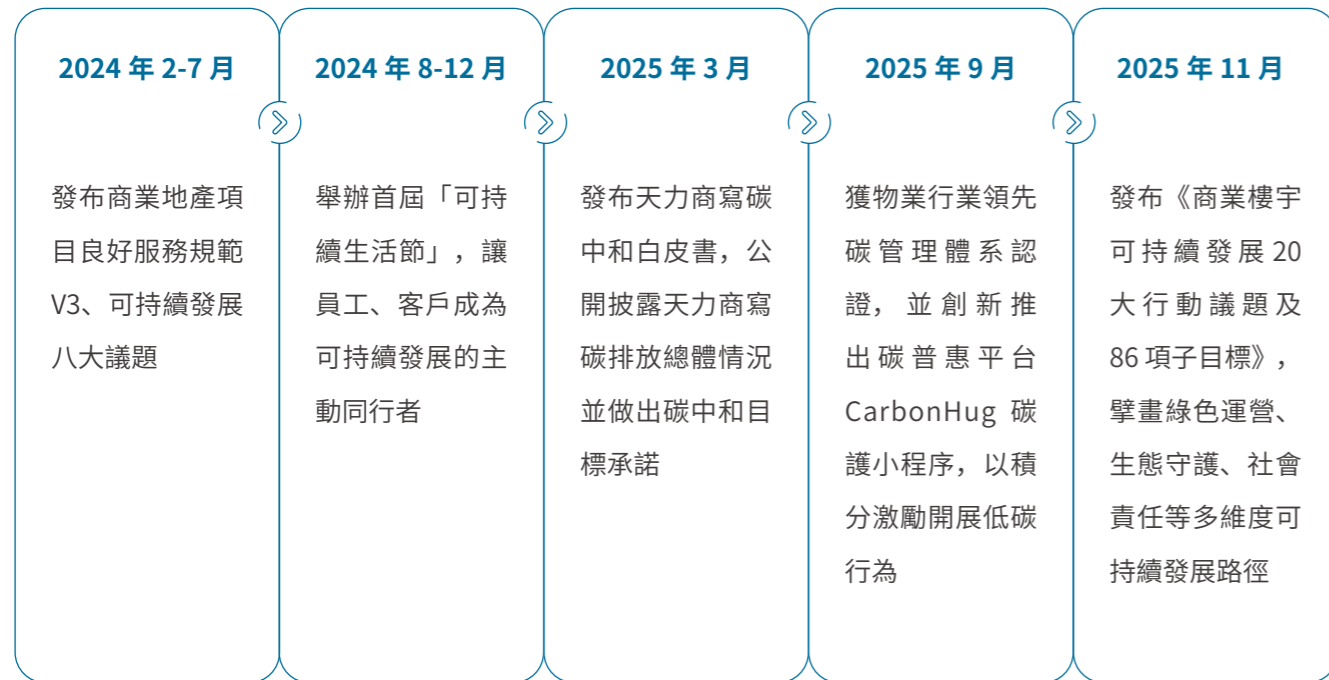 2024 年 2-7 月
發布商業地產項
目良好服務規範
V3、可持續發展
八大議題
2024 年 8-12 月
舉辦首屆「可持
續生活節」，讓
員工、客戶成為
可持續發展的主
動同行者
2025 年 3 月
發布天力商寫碳
中和白皮書，公
開披露天力商寫
碳排放總體情況
並做出碳中和目
標承諾
2025 年 9 月
獲物業行業領先
碳管理體系認
證，並創新推
出碳普惠平台
CarbonHug 碳
護小程序，以積
分激勵開展低碳
行為
2025 年 11 月
發布《商業樓宇
可持續發展 20
大行動議題及
86 項子目標》，
擘畫綠色運營、
生態守護、社會
責任等多維度可
持續發展路徑